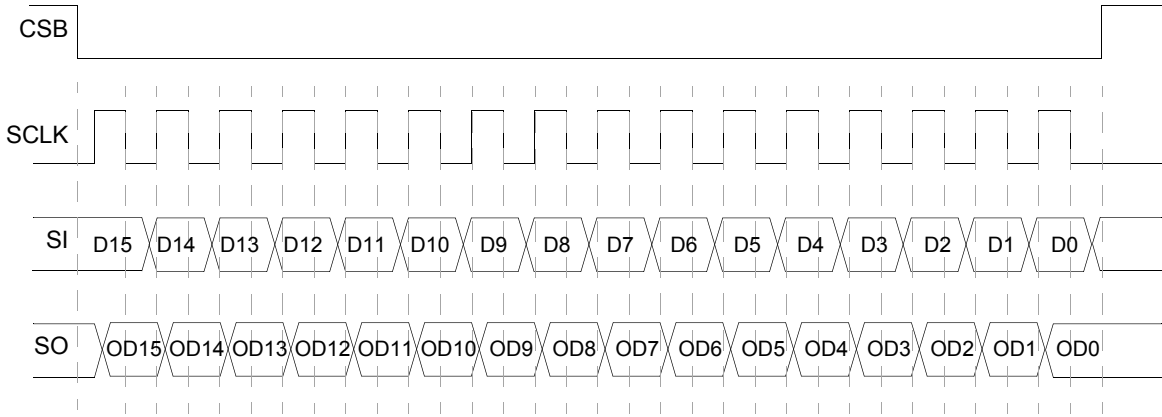 CSB
SCLK
SI D15 D14 D13 D12 D11 D10 D9 D8 D7 D6 D5 D4 D3 D2 D1 D0
SO OD15 OD14 OD13 OD12 OD11 OD10 OD9 OD8 OD7 OD6 OD5 OD4 OD3 OD2 OD1 OD0